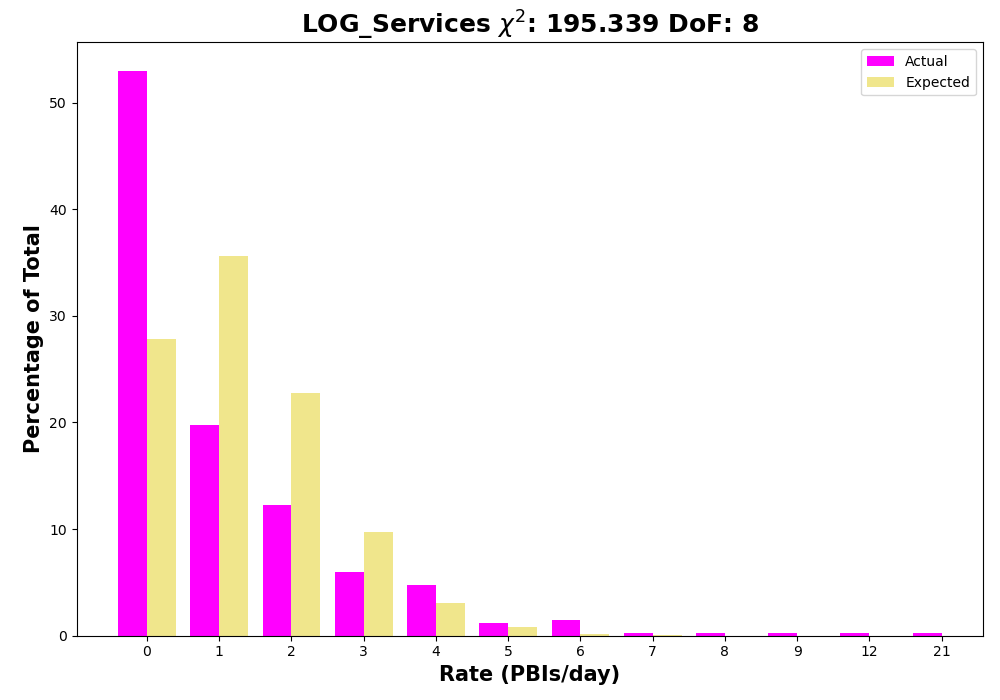 LOG_Services χ²: 195.339 DoF: 8
Actual
Expected
Percentage of Total
50
40
30
20
10
0
0 1 2 3 4 5 6 7 8 9 12 21
Rate (PBIs/day)